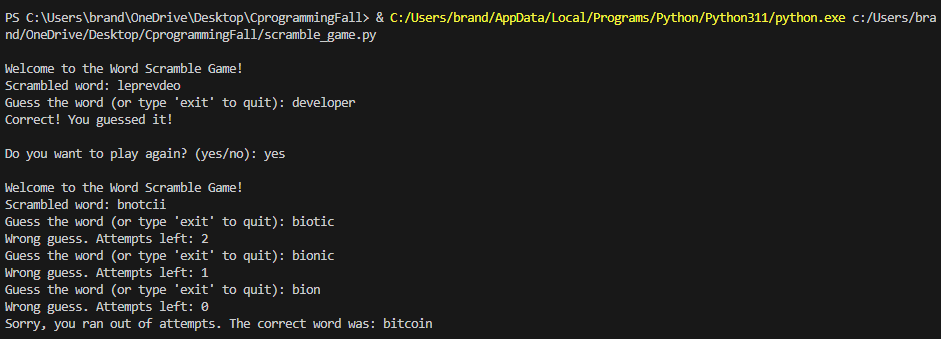 PS C:\Users\brand\OneDrive\Desktop\CprogrammingFall> & C:/Users/brand/AppData/Local/Programs/Python/Python311/python.exe c:/Users/bra
nd/OneDrive/Desktop/CprogrammingFall/scramble_game.py
Welcome to the Word Scramble Game!
Scrambled word: leprevdeo
Guess the word (or type 'exit' to quit): developer
Correct! You guessed it!
Do you want to play again? (yes/no): yes
Welcome to the Word Scramble Game!
Scrambled word: bnotcii
Guess the word (or type 'exit' to quit): biotic
Wrong guess. Attempts left: 2
Guess the word (or type 'exit' to quit): bionic
Wrong guess. Attempts left: 1
Guess the word (or type 'exit' to quit): bion
Wrong guess. Attempts left: 0
Sorry, you ran out of attempts. The correct word was: bitcoin